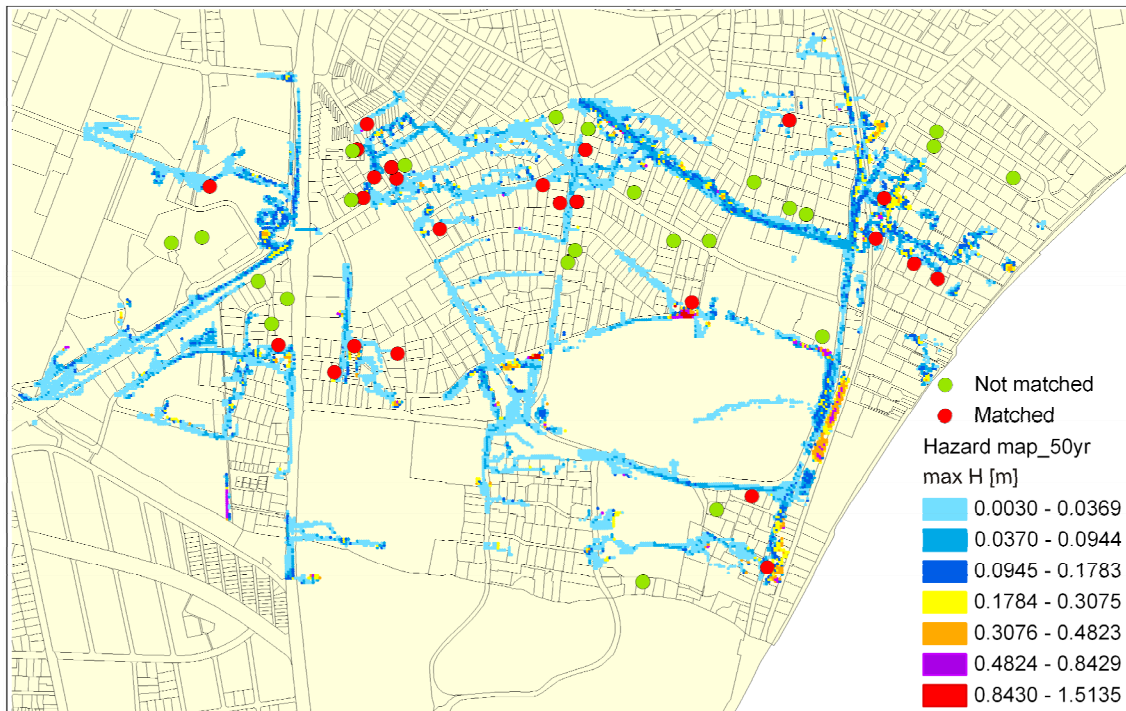 Not matched
Matched
Hazard map_50yr
max H [m]
0.0030 - 0.0369
0.0370 - 0.0944
0.0945 - 0.1783
0.1784 - 0.3075
0.3076 - 0.4823
0.4824 - 0.8429
0.8430 - 1.5135